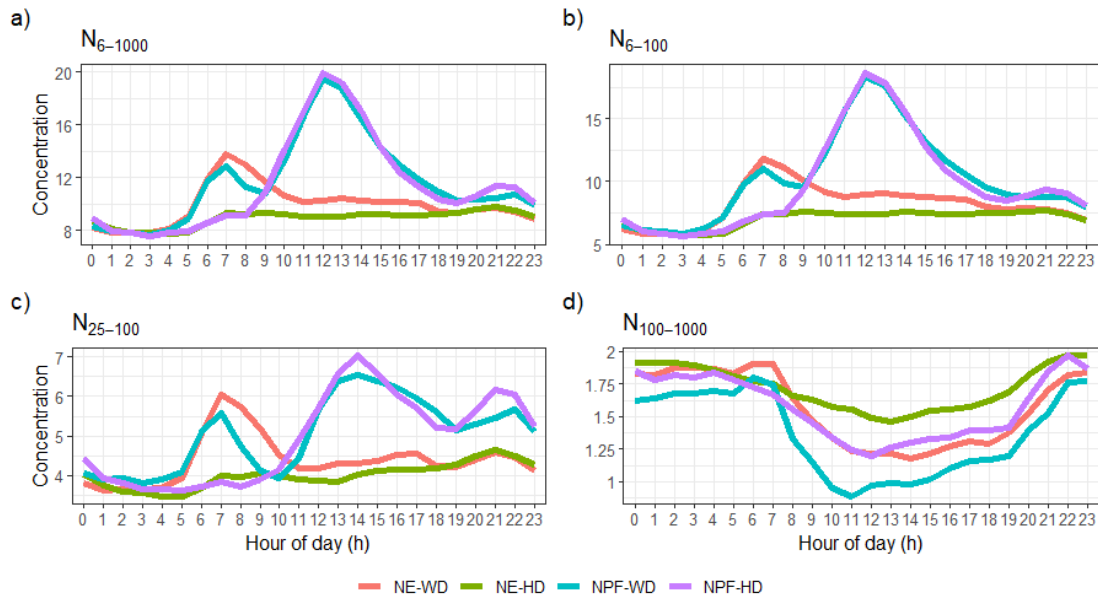 a)
N6–1000
Concentration
20
16
12
8
0 1 2 3 4 5 6 7 8 9 10 11 12 13 14 15 16 17 18 19 20 21 22 23
b)
N6–100
15
10
5
0 1 2 3 4 5 6 7 8 9 10 11 12 13 14 15 16 17 18 19 20 21 22 23
c)
N25–100
Concentration
7
6
5
4
0 1 2 3 4 5 6 7 8 9 10 11 12 13 14 15 16 17 18 19 20 21 22 23
Hour of day (h)
d)
N100–1000
2
1.75
1.5
1.25
1
0 1 2 3 4 5 6 7 8 9 10 11 12 13 14 15 16 17 18 19 20 21 22 23
Hour of day (h)
NE-WD NE-HD NPF-WD NPF-HD